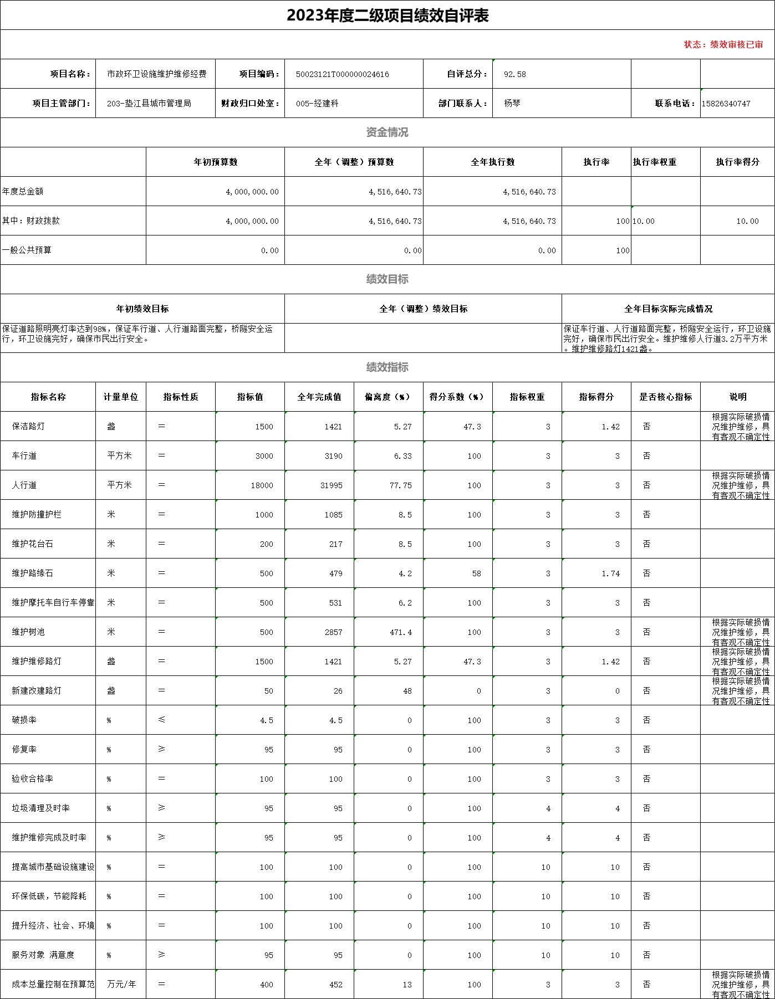 2023年度二级项目绩效自评表
状态：绩效审核已审
项目名称： 市政环卫设施维护维修经费 项目编码： 50023121T000000024616 自评总分： 92.58
项目主管部门： 203-垫江县城市管理局 财政归口处室： 005-经建科 部门联系人： 杨琴 联系电话： 15826340747
资金情况
年初预算数 全年（调整）预算数 全年执行数 执行率 执行率权重 执行率得分
年度总金额 4,000,000.00 4,516,640.73 4,516,640.73
其中：财政拨款 4,000,000.00 4,516,640.73 4,516,640.73 100 10.00 10.00
一般公共预算 0.00 0.00 0.00 100
绩效目标
年初绩效目标 全年（调整）绩效目标 全年目标实际完成情况
保证道路照明亮灯率达到98%，保证车行道、人行道路面完整，桥隧安全运
行，环卫设施完好，确保市民出行安全。
保证车行道、人行道路面完整，桥隧安全运行，环卫设施
完好，确保市民出行安全。维护维修人行道3.2万平方米
。维护维修路灯1421盏。
绩效指标
指标名称 计量单位 指标性质 指标值 全年完成值 偏离度（%） 得分系数（%） 指标权重 指标得分 是否核心指标 说明
保洁路灯 盏 ＝ 1500 1421 5.27 47.3 3 1.42 否 根据实际破损情
况维护维修，具
有客观不确定性
车行道 平方米 ＝ 3000 3190 6.33 100 3 3 否
人行道 平方米 ＝ 18000 31995 77.75 100 3 3 否 根据实际破损情
况维护维修，具
有客观不确定性
维护防撞护栏 米 ＝ 1000 1085 8.5 100 3 3 否
维护花台石 米 ＝ 200 217 8.5 100 3 3 否
维护路缘石 米 ＝ 500 479 4.2 58 3 1.74 否
维护摩托车自行车停靠 米 ＝ 500 531 6.2 100 3 3 否
维护树池 米 ＝ 500 2857 471.4 100 3 3 否 根据实际破损情
况维护维修，具
有客观不确定性
维护维修路灯 盏 ＝ 1500 1421 5.27 47.3 3 1.42 否 根据实际破损情
况维护维修，具
有客观不确定性
新建改建路灯 盏 ＝ 50 26 48 0 3 0 否 根据实际破损情
况维护维修，具
有客观不确定性
破损率 % ≤ 4.5 4.5 0 100 3 3 否
修复率 % ≥ 95 95 0 100 3 3 否
验收合格率 % ＝ 100 100 0 100 3 3 否
垃圾清理及时率 % ≥ 95 95 0 100 4 4 否
维护维修完成及时率 % ≥ 95 95 0 100 4 4 否
提高城市基础设施建设 % ＝ 100 100 0 100 10 10 否
环保低碳，节能降耗 % ＝ 100 100 0 100 10 10 否
提升经济、社会、环境 % ＝ 100 100 0 100 10 10 否
服务对象 满意度 % ≥ 95 95 0 100 10 10 否
成本总量控制在预算范 万元/年 ＝ 400 452 13 100 3 3 否 根据实际破损情
况维护维修，具
有客观不确定性